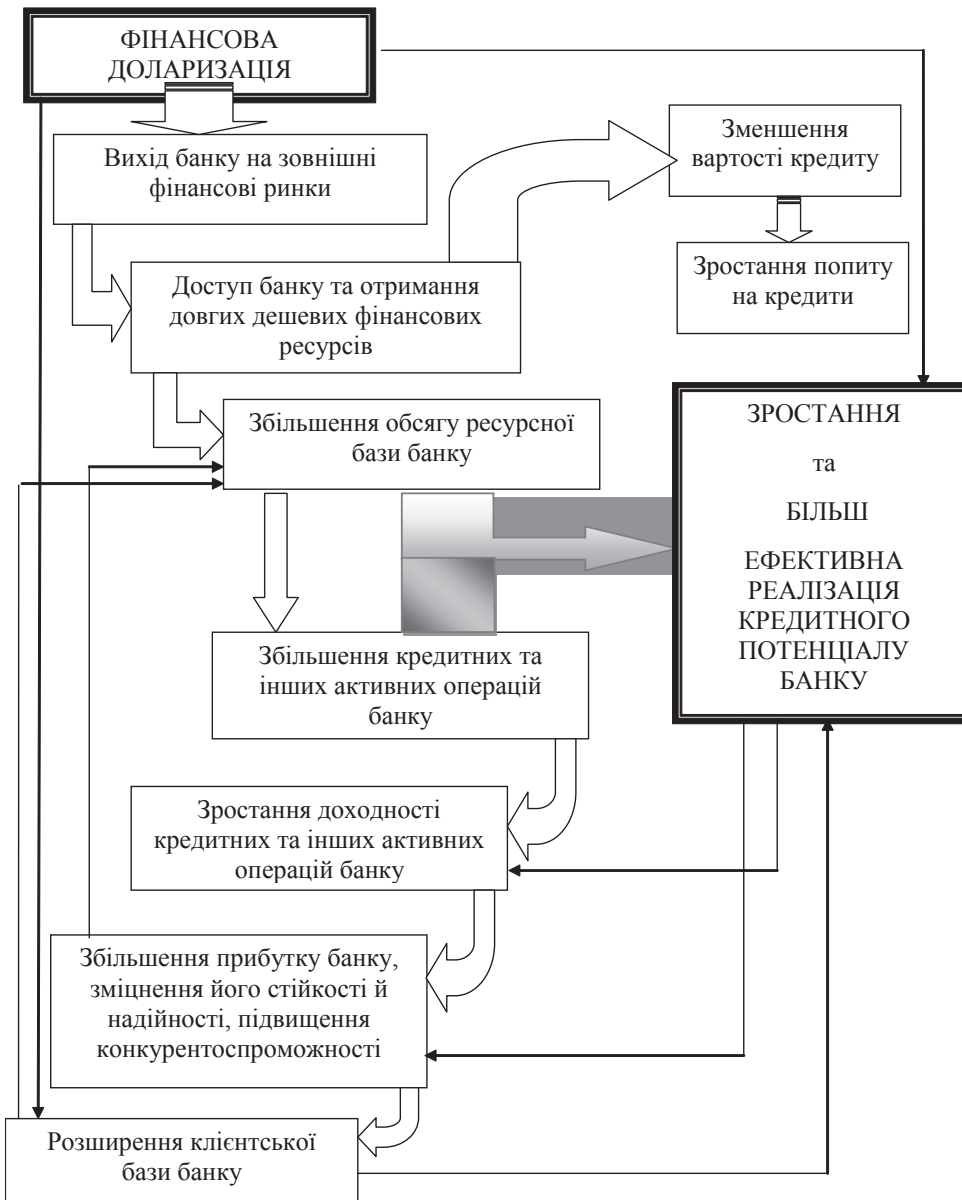 ФІНАНСОВА
ДОЛАРИЗАЦІЯ
Вихід банку на зовнішні
фінансові ринки
Зменшення
вартості кредиту
Зростання попиту
на кредити
Доступ банку та отримання
довгих дешевих фінансових
ресурсів
Збільшення обсягу ресурсної
бази банку
ЗРОСТАННЯ
та
БІЛЬШ
ЕФЕКТИВНА
РЕАЛІЗАЦІЯ
КРЕДИТНОГО
ПОТЕНЦІАЛУ
БАНКУ
Збільшення кредитних та
інших активних операцій
банку
Зростання доходності
кредитних та інших активних
операцій банку
Збільшення прибутку банку,
зміцнення його стійкості й
надійності, підвищення
конкурентоспроможності
Розширення клієнтської
бази банку